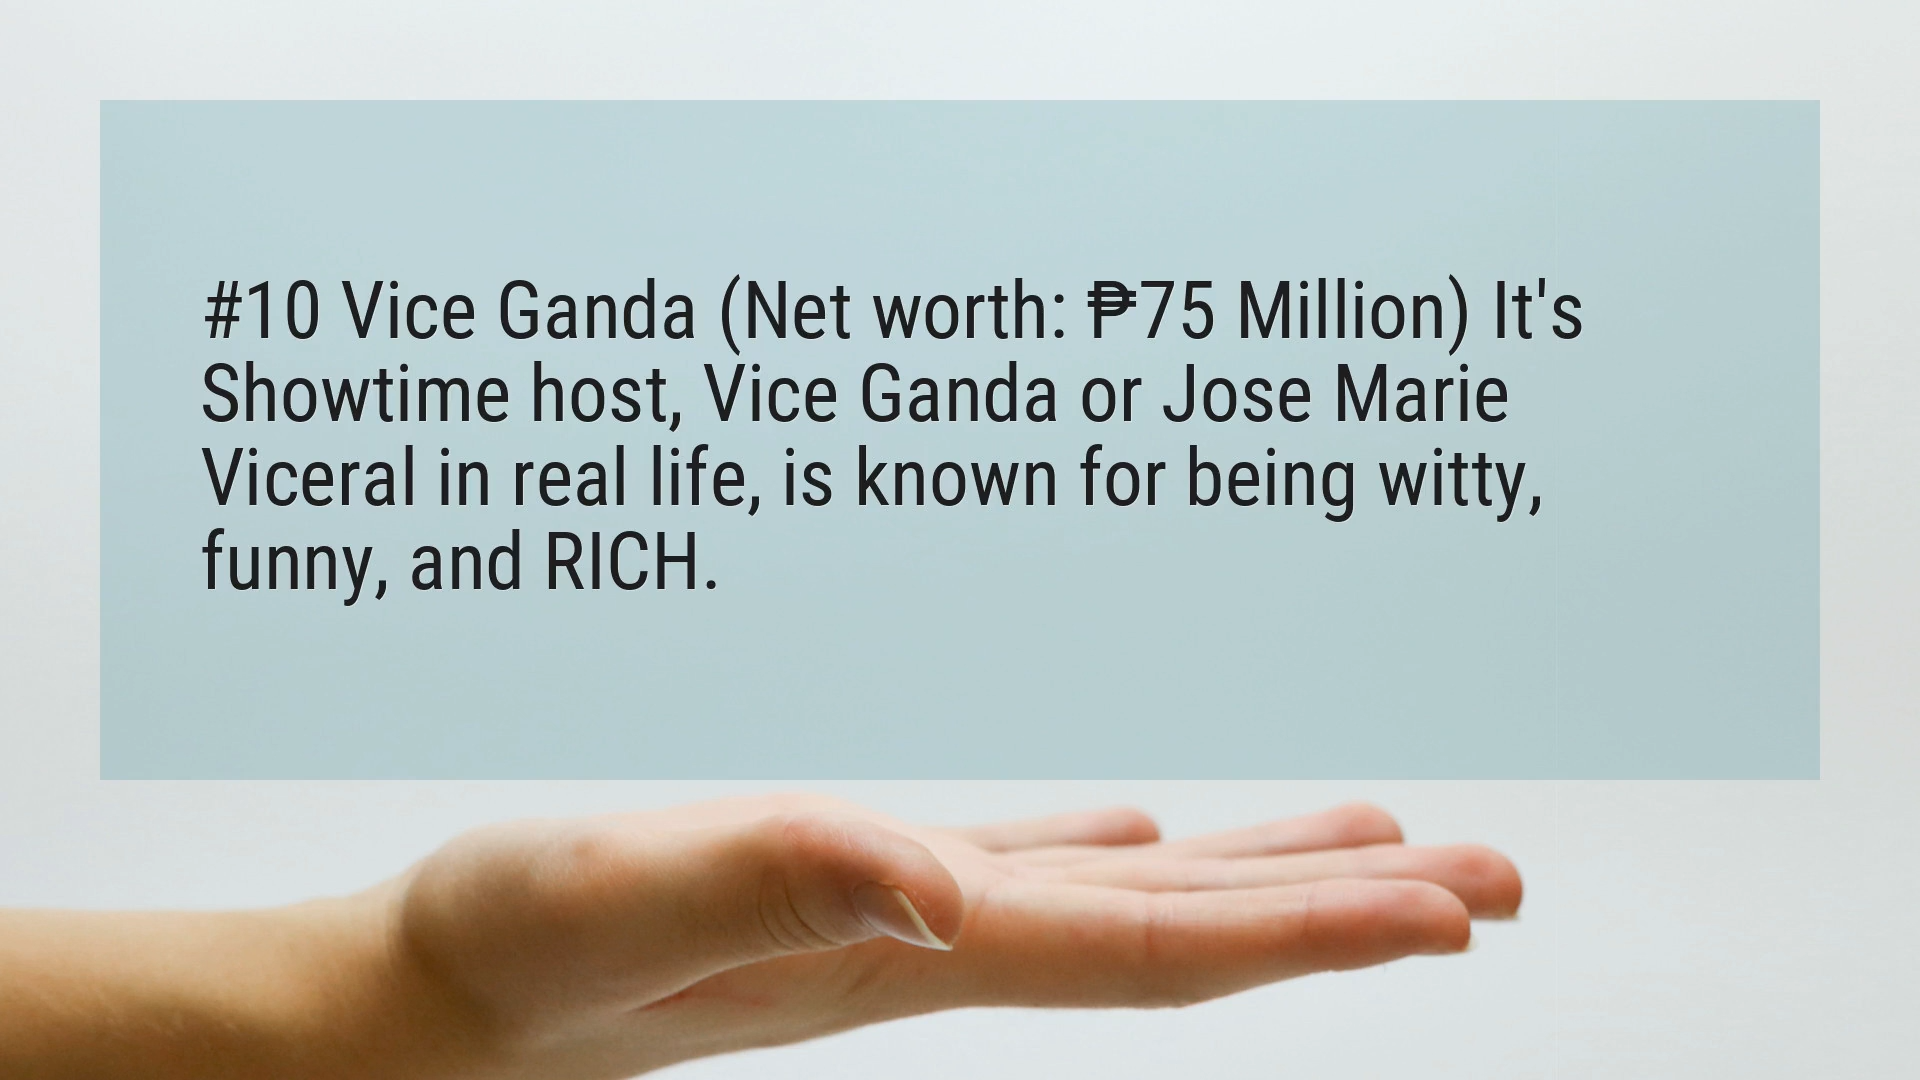 #10 Vice Ganda (Net worth: ₱75 Million) It's
Showtime host, Vice Ganda or Jose Marie
Viceral in real life, is known for being witty,
funny, and RICH.